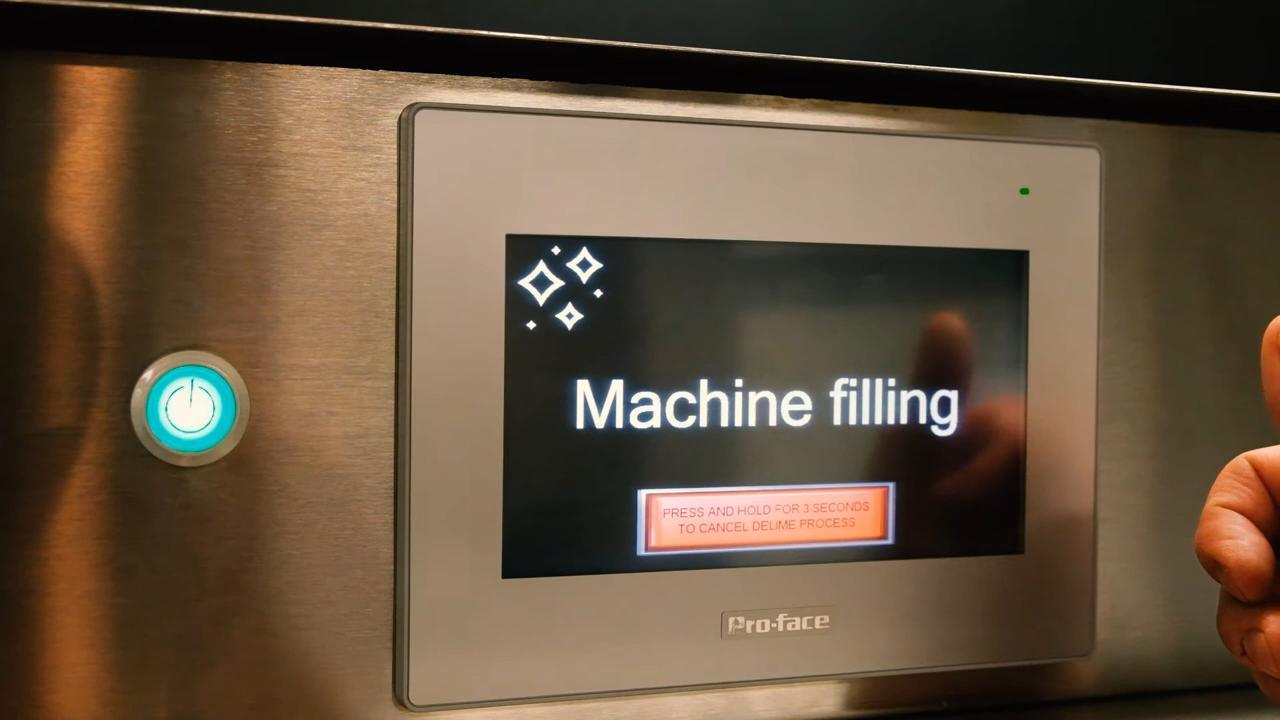 Machine filling
PRESS AND HOLD FOR 3 SECONDS
TO CANCEL DELIME PROCESS
Pro-face